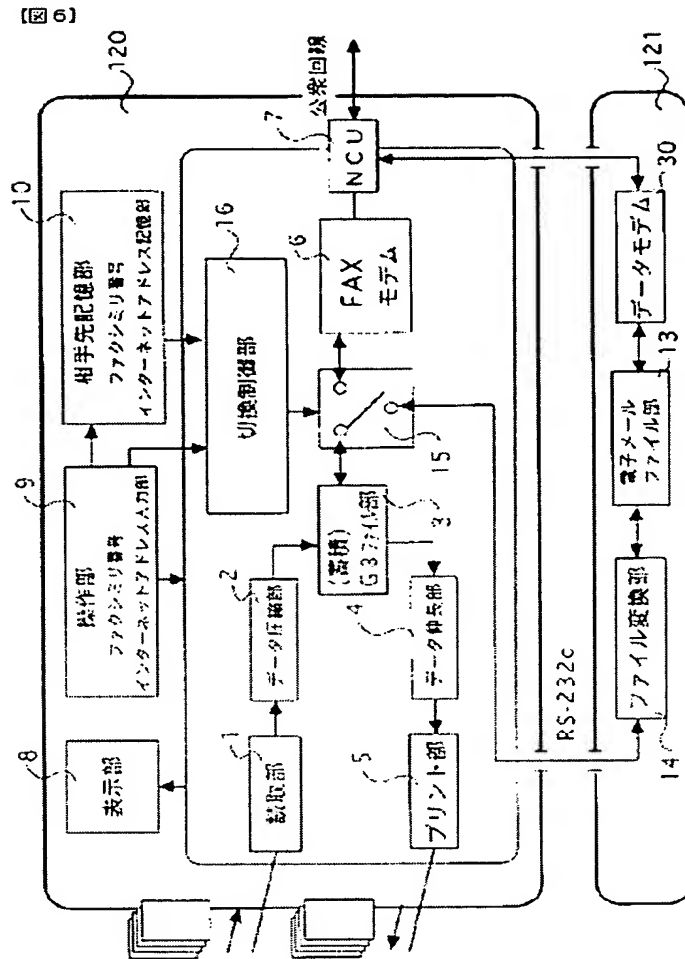 【図6】
120
公衆回線
7
NCU
10
相手先記憶部
ファクシミリ番号
インターネットアドレス記憶部
16
切換制御部
6
FAX
モデム
9
操作部
ファクシミリ番号
インターネットアドレス入力部
15
(蓄積)
G3ファイル部
3
2
データ圧縮部
4
データ伸長部
8
表示部
1
読取部
5
プリント部
RS-232c
121
30
データモデム
13
電子メール
ファイル部
ファイル変換部
14